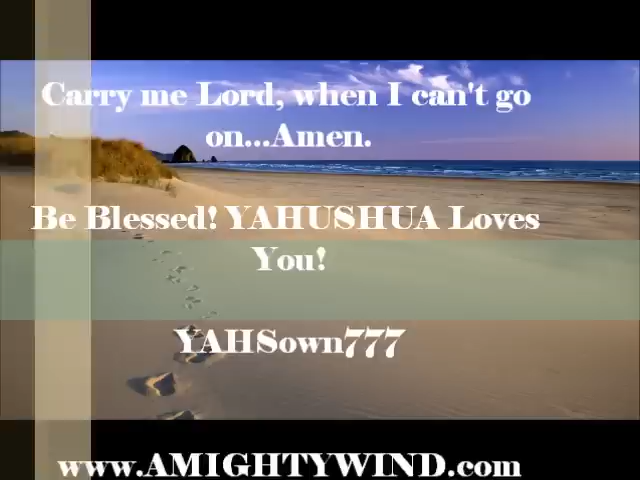 Carry me Lord, when I can't go
on...Amen.
Be Blessed! YAHUSHUA Loves
You!
YAHSown777
www.AMIGHTYWIND.com